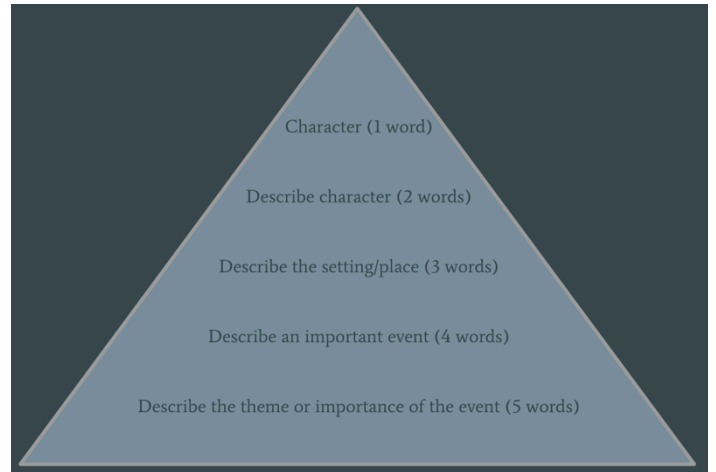 Character (1 word)
Describe character (2 words)
Describe the setting/place (3 words)
Describe an important event (4 words)
Describe the theme or importance of the event (5 words)